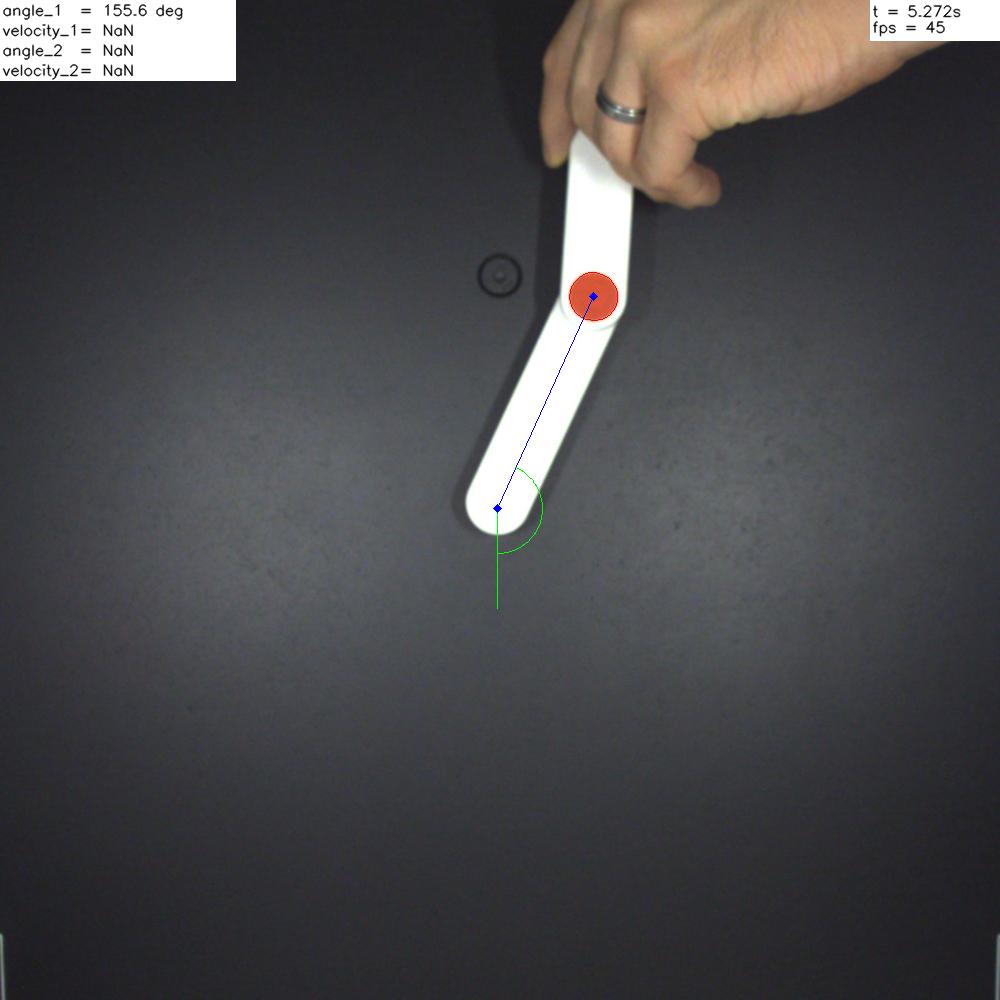 angle_1  = 155.6 deg
velocity_1= NaN
angle_2  = NaN
velocity_2= NaN
t = 5.272s
fps = 45